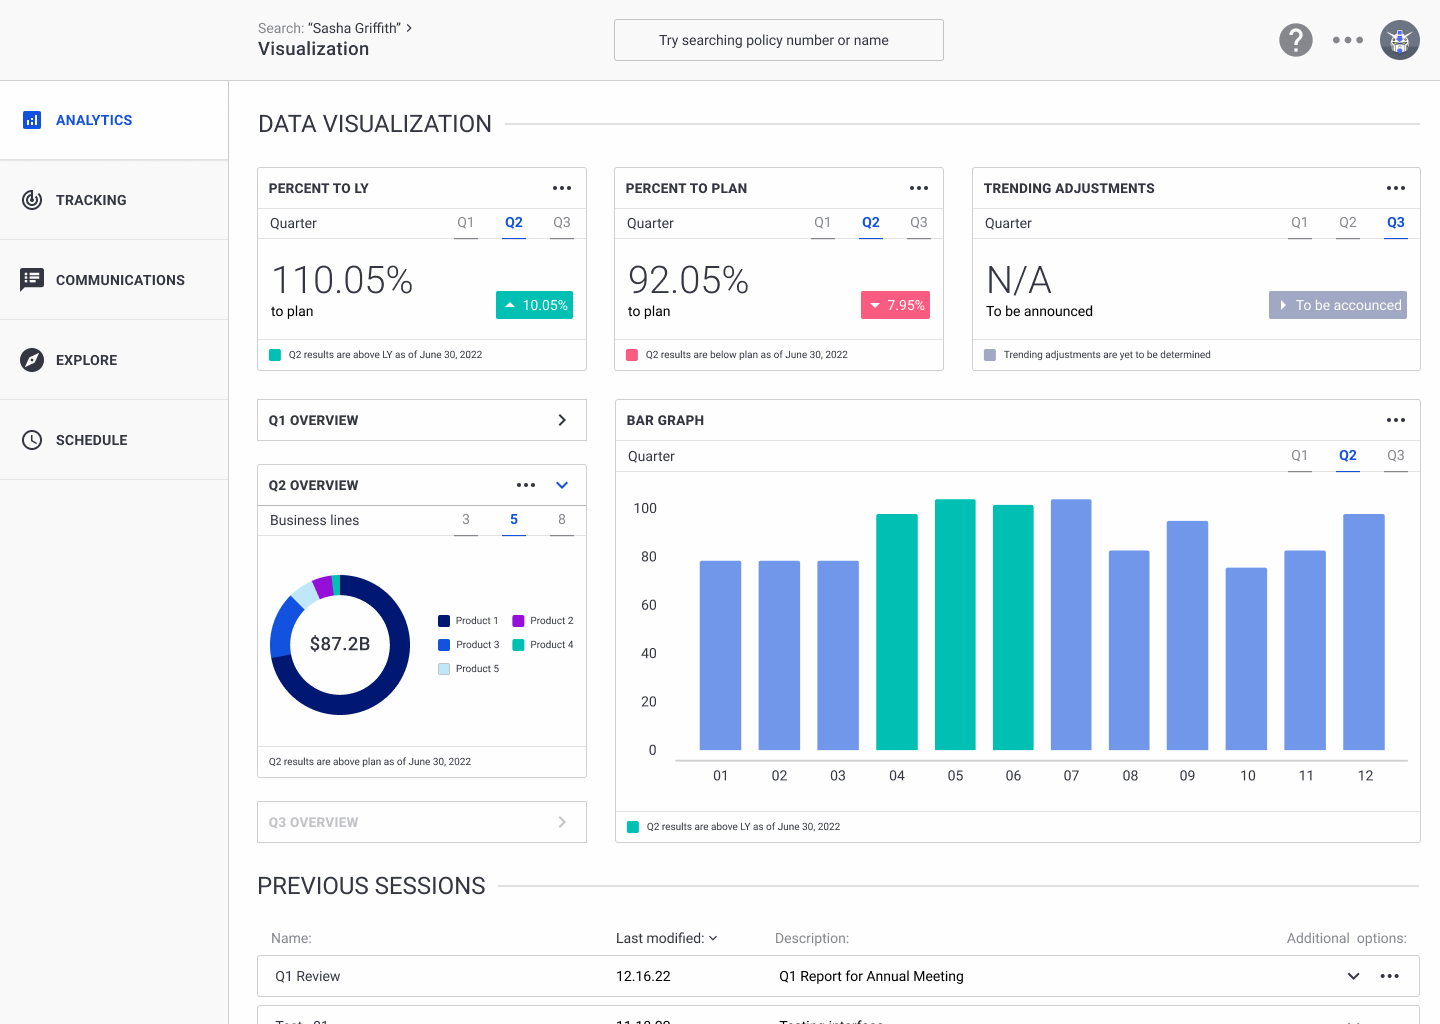 Search: “Sasha Griffith”
Visualization
Try searching policy number or name
?
ANALYTICS
TRACKING
COMMUNICATIONS
EXPLORE
SCHEDULE
DATA VISUALIZATION
PERCENT TO LY
Quarter Q1 Q2 Q3
110.05%
to plan
10.05%
Q2 results are above LY as of June 30, 2022
PERCENT TO PLAN
Quarter Q1 Q2 Q3
92.05%
to plan
7.95%
Q2 results are below plan as of June 30, 2022
TRENDING ADJUSTMENTS
Quarter Q1 Q2 Q3
N/A
To be announced
To be accounced
Trending adjustments are yet to be determined
Q1 OVERVIEW
Q2 OVERVIEW
Business lines 3 5 8
$87.2B
Product 1 Product 2
Product 3 Product 4
Product 5
Q2 results are above plan as of June 30, 2022
Q3 OVERVIEW
BAR GRAPH
Quarter Q1 Q2 Q3
100
80
60
40
20
0
01 02 03 04 05 06 07 08 09 10 11 12
Q2 results are above LY as of June 30, 2022
PREVIOUS SESSIONS
Name: Last modified: Description: Additional options:
Q1 Review 12.16.22 Q1 Report for Annual Meeting